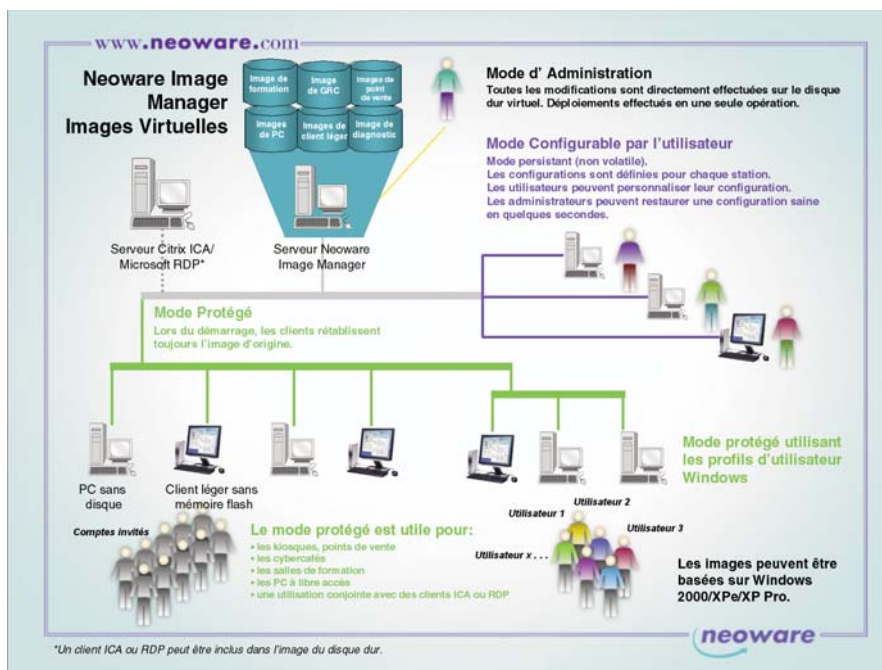 www.neoware.com
Neoware Image
Manager
Images Virtuelles
Image de
formation
Image
de GRC
Images de
point
de vente
Images
de PC
Images de
client léger
Image de
diagnostic
Mode d' Administration
Toutes les modifications sont directement effectuées sur le disque
dur virtuel. Déploiements effectués en une seule opération.
Mode Configurable par l'utilisateur
Mode persistant (non volatile).
Les configurations sont définies pour chaque station.
Les utilisateurs peuvent personnaliser leur configuration.
Les administrateurs peuvent restaurer une configuration saine
en quelques secondes.
Serveur Citrix ICA/
Microsoft RDP*
Serveur Neoware
Image Manager
Mode Protégé
Lors du démarrage, les clients rétablissent
toujours l'image d'origine.
PC sans
disque
Client léger sans
mémoire flash
Mode protégé utilisant
les profils d'utilisateur
Windows
Comptes invités
Le mode protégé est utile pour:
• les kiosques, points de vente
• les cybercafés
• les salles de formation
• les PC à libre accès
• une utilisation conjointe avec des clients ICA ou RDP
Utilisateur 1
Utilisateur 2
Utilisateur 3
Utilisateur x . . .
Les images peuvent être
basées sur Windows
2000/XPe/XP Pro.
neoware
*Un client ICA ou RDP peut être inclus dans l'image du disque dur.